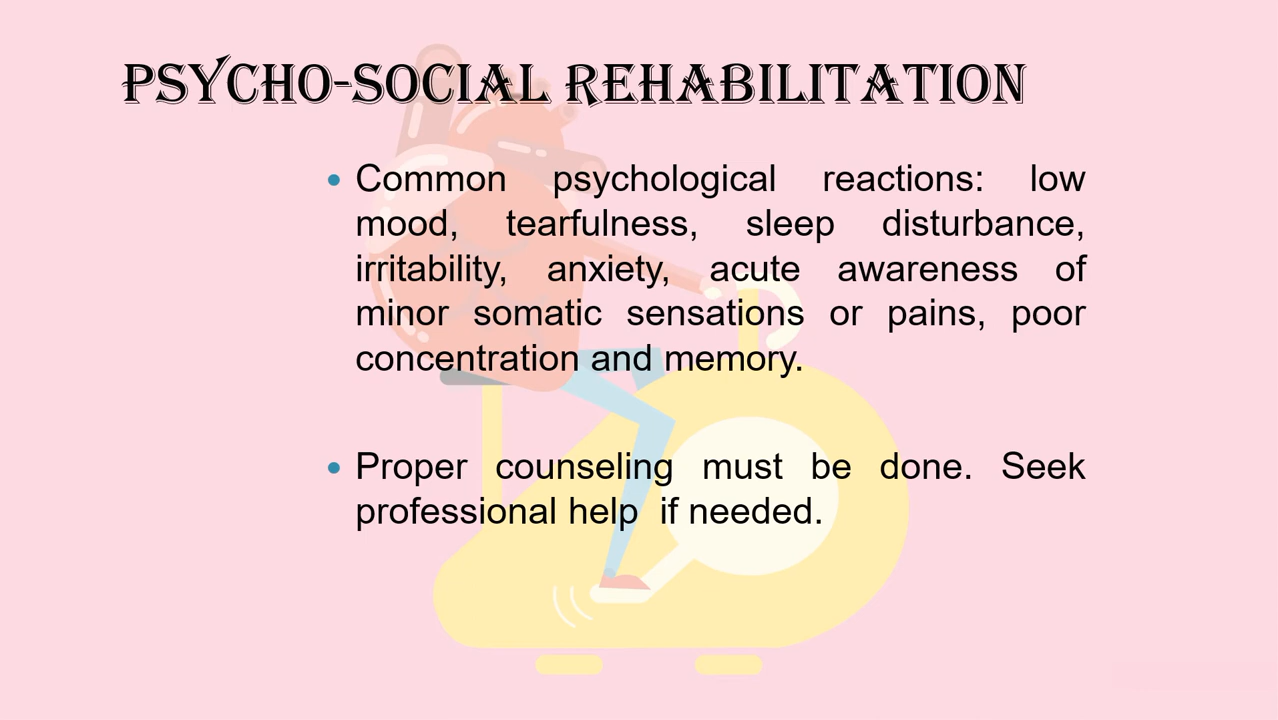 PSYCHO-SOCIAL REHABILITATION
• Common psychological reactions: low
mood, tearfulness, sleep disturbance,
irritability, anxiety, acute awareness of
minor somatic sensations or pains, poor
concentration and memory.
• Proper counseling must be done. Seek
professional help  if needed.